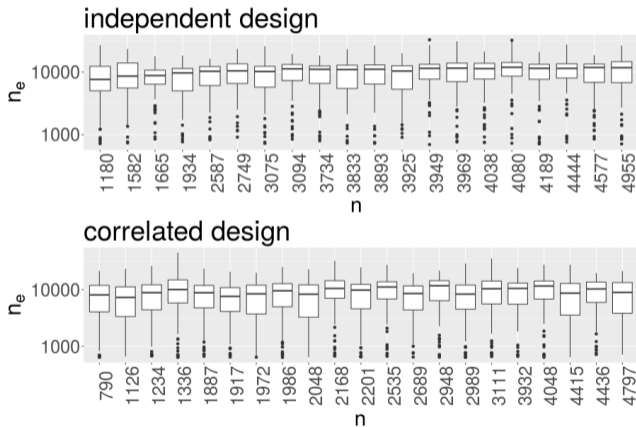 independent design
n_e
10000
1000
1180 1582 1665 1934 2587 2749 3075 3094 3734 3833 3893 3925 3949 3969 4038 4080 4189 4444 4577 4955
n
correlated design
n_e
10000
1000
790 1126 1234 1336 1887 1917 1972 1986 2048 2168 2201 2535 2689 2948 2989 3111 3932 4048 4415 4436 4797
n